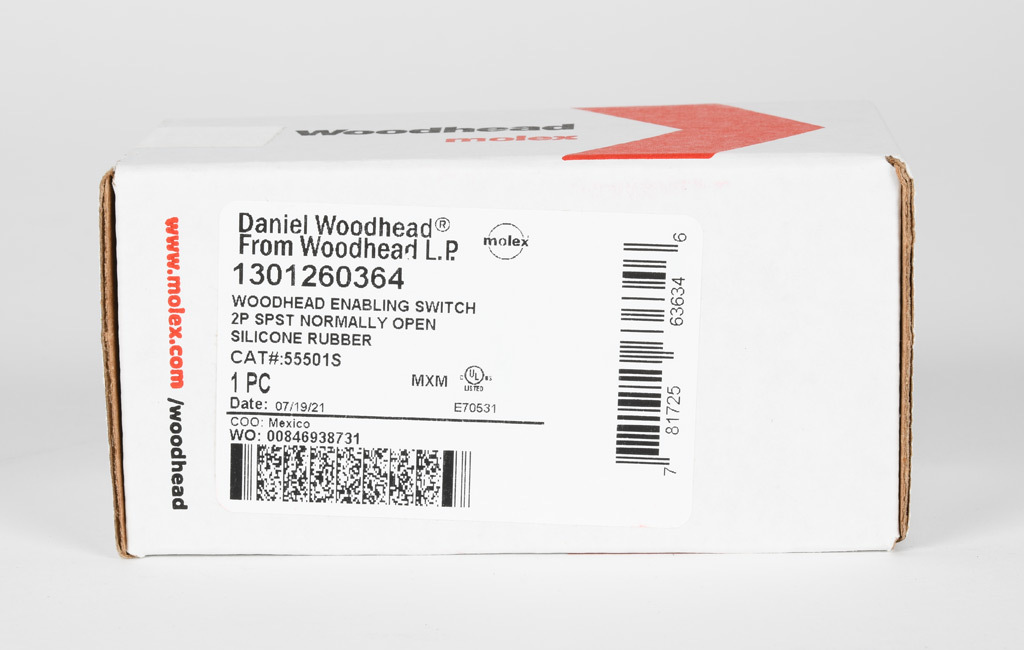 Woodhead
molex
www.molex.com /woodhead
Daniel Woodhead®
From Woodhead L.P.
molex
1301260364
WOODHEAD ENABLING SWITCH
2P SPST NORMALLY OPEN
SILICONE RUBBER
CAT#:55501S
1 PC
MXM
C UL US
LISTED
Date: 07/19/21
E70531
COO: Mexico
WO: 00846938731
7 81725 63634 6